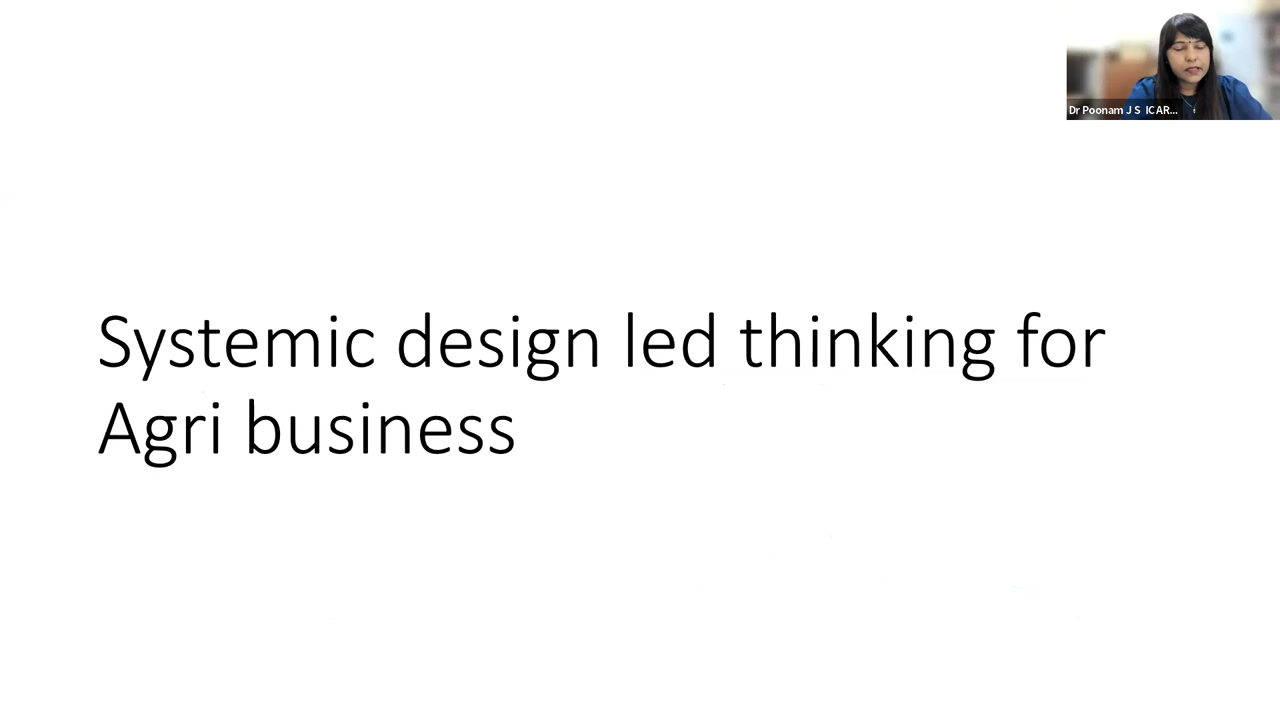 Dr Poonam J S ICAR...
Systemic design led thinking for
Agri business